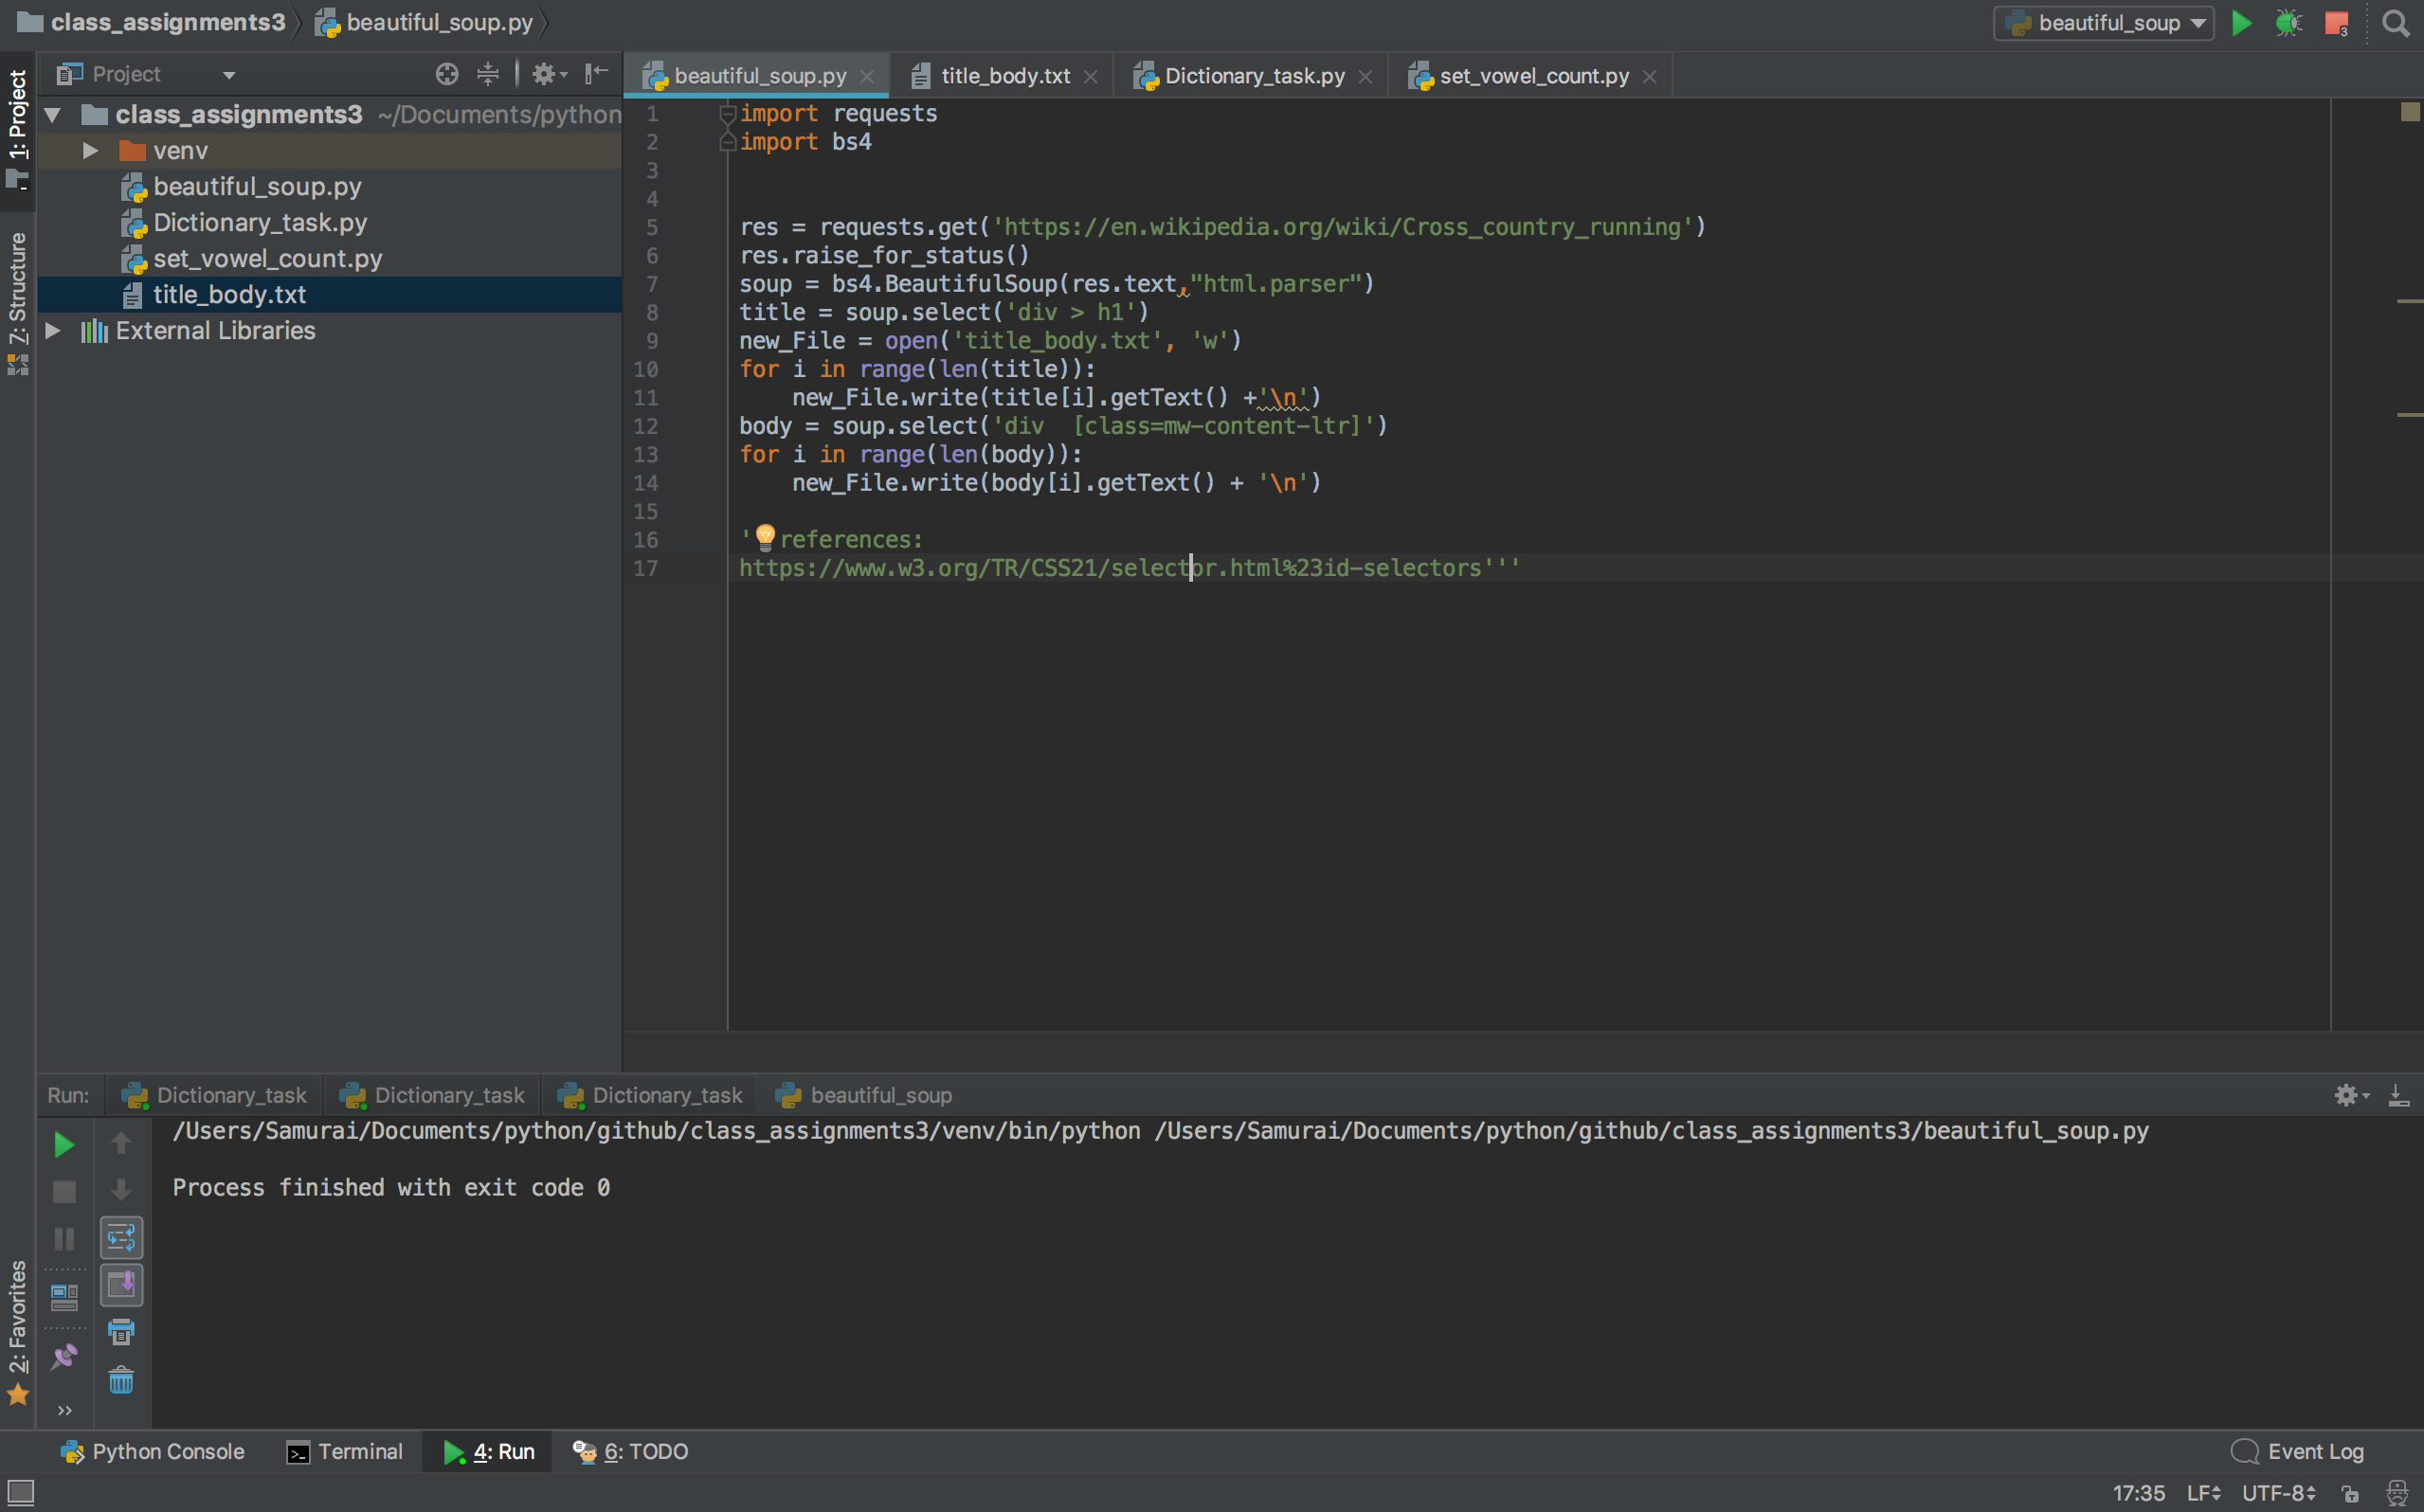 class_assignments3 beautiful_soup.py
beautiful_soup
3
1: Project
Z: Structure
2: Favorites
Project
class_assignments3 ~/Documents/python
venv
beautiful_soup.py
Dictionary_task.py
set_vowel_count.py
title_body.txt
External Libraries
beautiful_soup.py title_body.txt Dictionary_task.py set_vowel_count.py
1 import requests
2 import bs4
3
4
5 res = requests.get('https://en.wikipedia.org/wiki/Cross_country_running')
6 res.raise_for_status()
7 soup = bs4.BeautifulSoup(res.text,"html.parser")
8 title = soup.select('div > h1')
9 new_File = open('title_body.txt', 'w')
10 for i in range(len(title)):
11     new_File.write(title[i].getText() +'\n')
12 body = soup.select('div  [class=mw-content-ltr]')
13 for i in range(len(body)):
14     new_File.write(body[i].getText() + '\n')
15
16 ' references:
17 https://www.w3.org/TR/CSS21/selector.html%23id-selectors'''
Run: Dictionary_task Dictionary_task Dictionary_task beautiful_soup
/Users/Samurai/Documents/python/github/class_assignments3/venv/bin/python /Users/Samurai/Documents/python/github/class_assignments3/beautiful_soup.py
Process finished with exit code 0
Python Console Terminal 4: Run 6: TODO Event Log
17:35 LF UTF-8